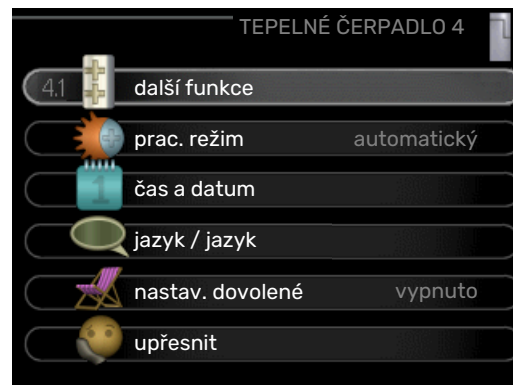 TEPELNÉ ČERPADLO 4
4.1 další funkce
prac. režim automatický
1 čas a datum
jazyk / jazyk
nastav. dovolené vypnuto
upřesnit